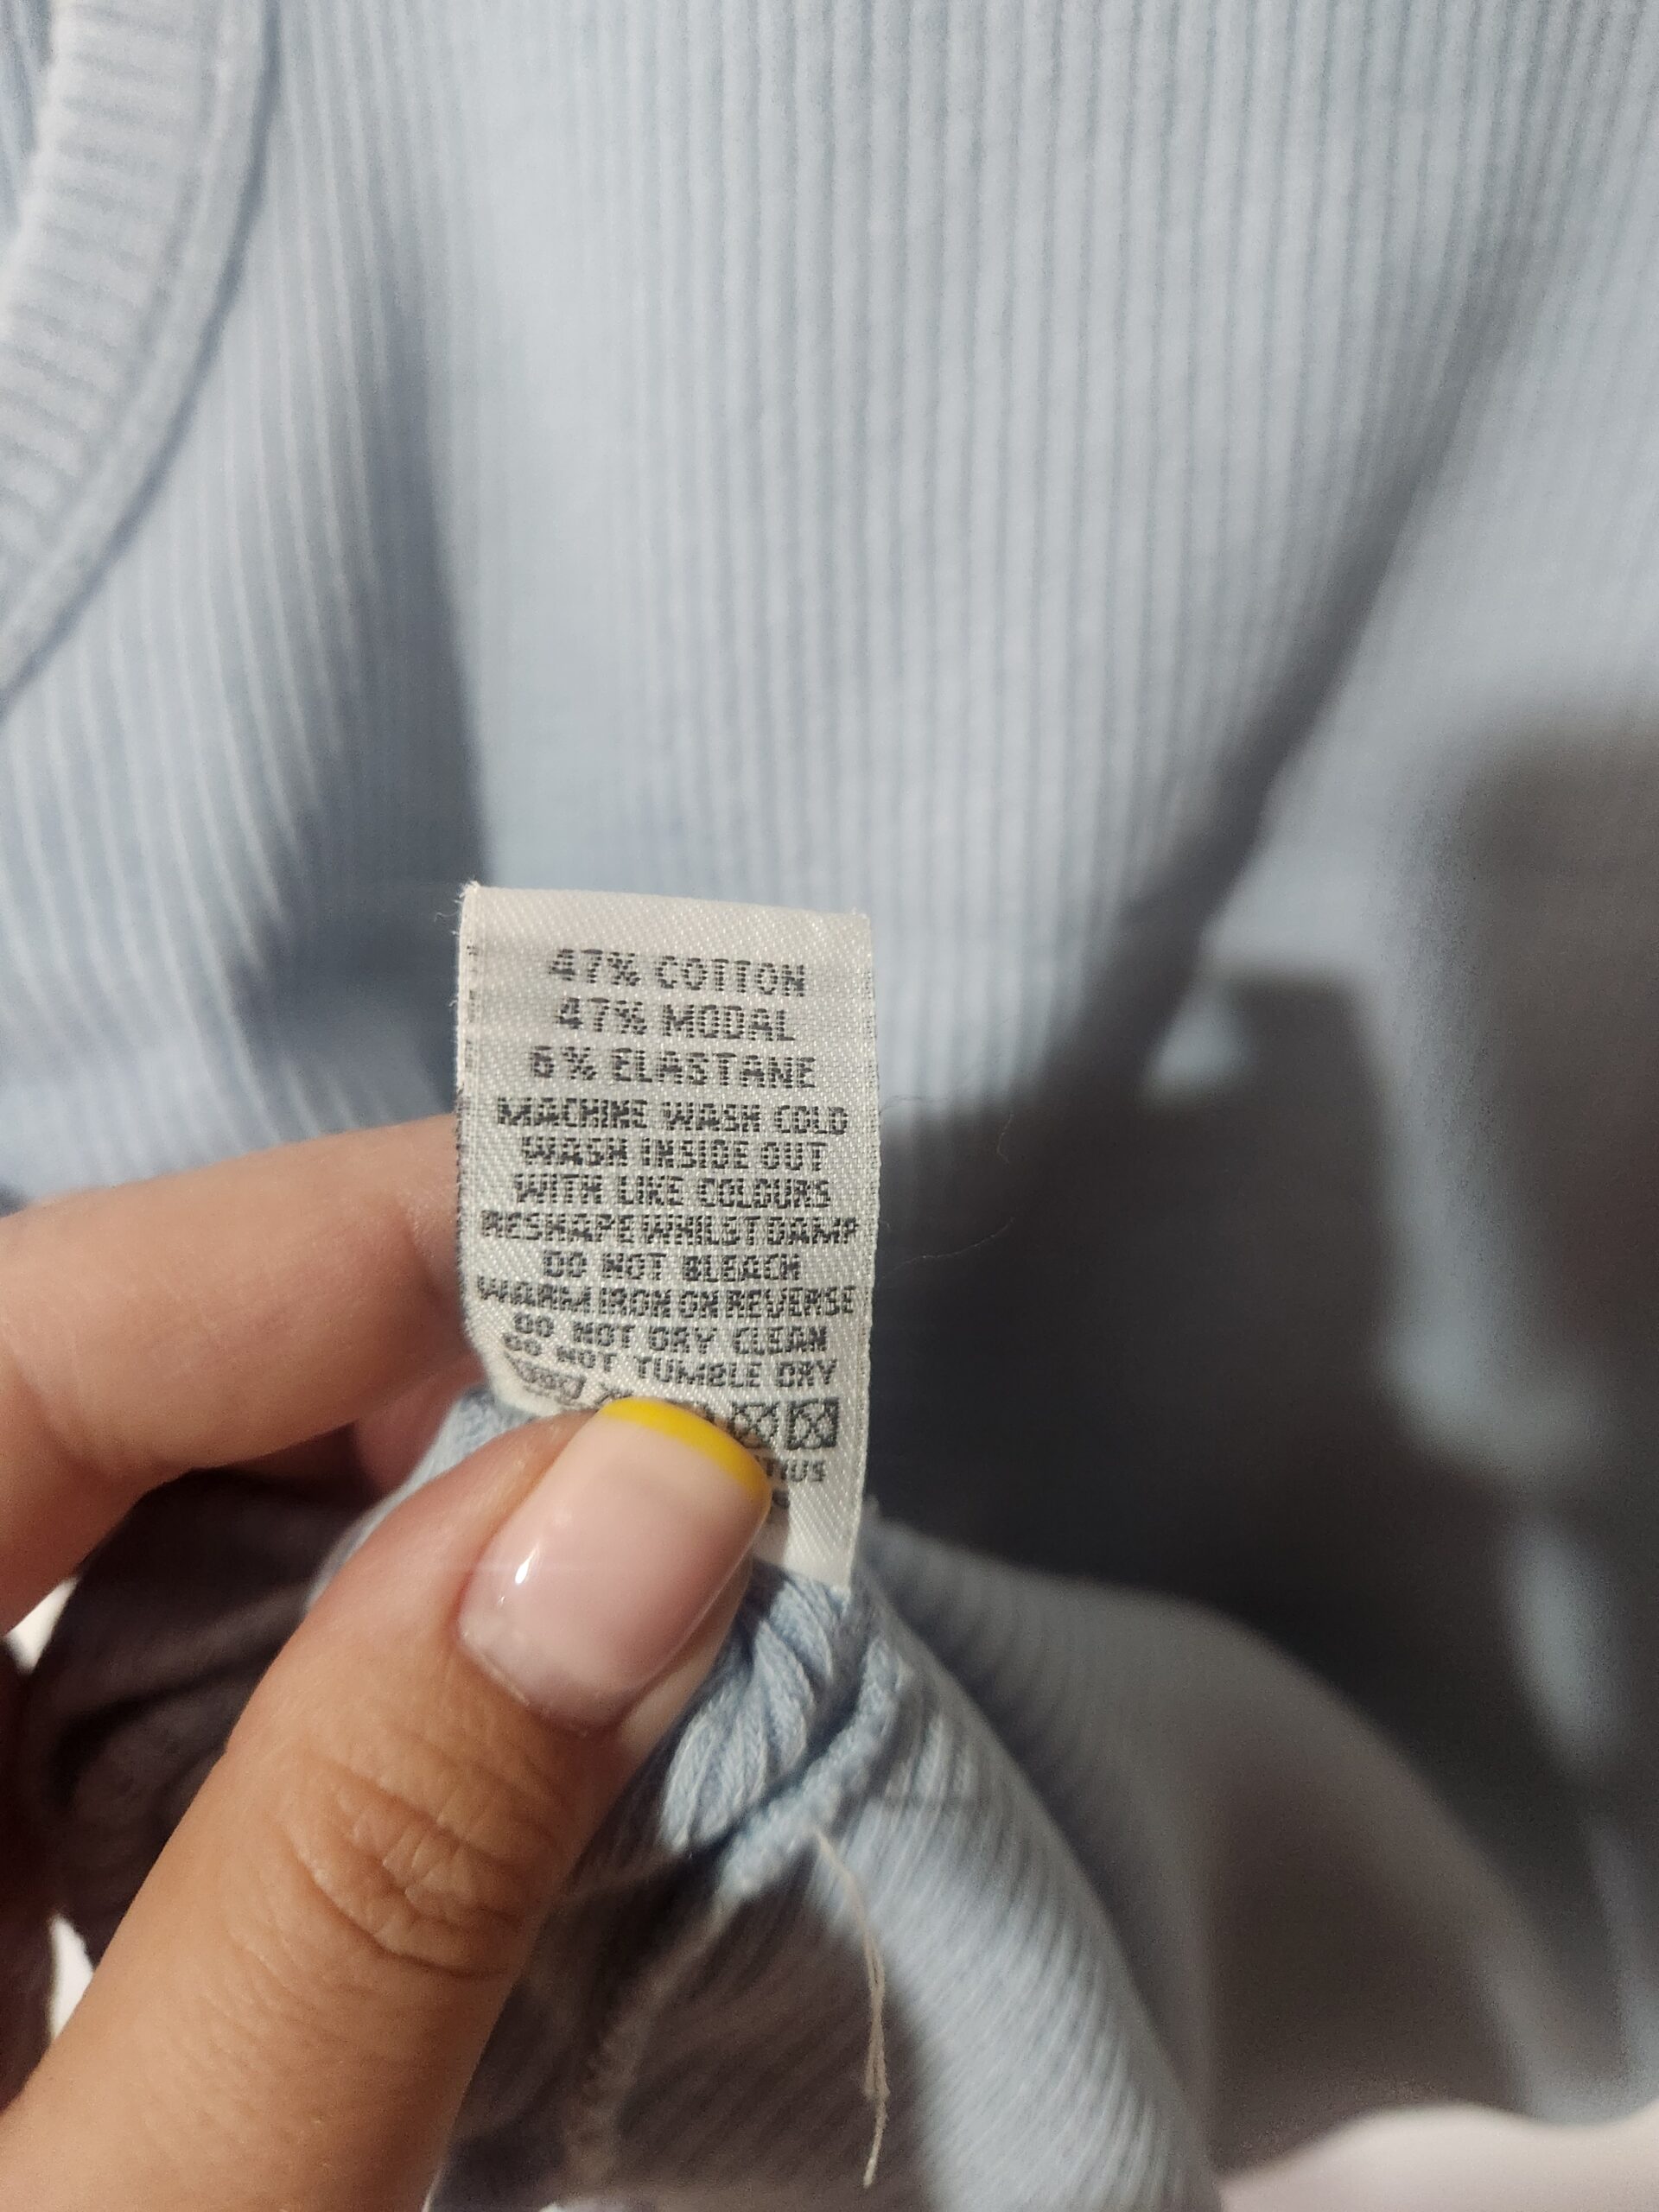 47% COTTON
47% MODAL
6% ELASTANE
MACHINE WASH COLD
WASH INSIDE OUT
WITH LIKE COLOURS
RESHAPE WHILST DAMP
DO NOT BLEACH
WARM IRON ON REVERSE
DO NOT DRY CLEAN
DO NOT TUMBLE DRY